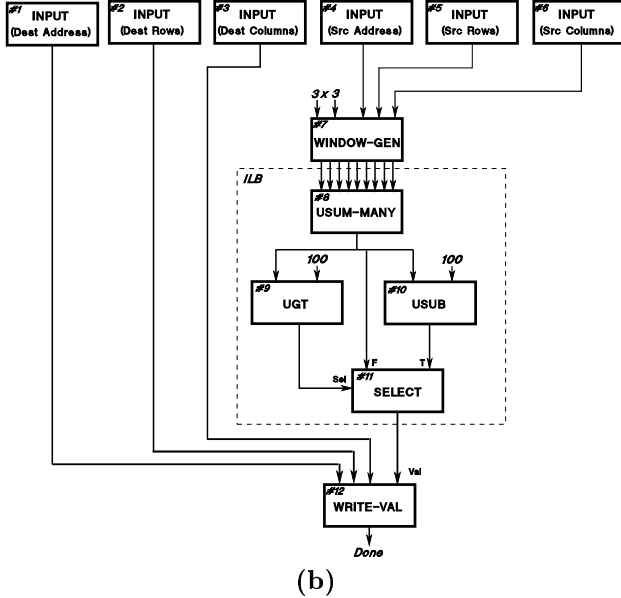 #1 INPUT
(Dest Address)
#2 INPUT
(Dest Rows)
#3 INPUT
(Dest Columns)
#4 INPUT
(Src Address)
#5 INPUT
(Src Rows)
#6 INPUT
(Src Columns)
3 x 3
#7
WINDOW-GEN
ILB
#8
USUM-MANY
100
100
#9
UGT
#10
USUB
F
T
Sel
#11
SELECT
Val
#12
WRITE-VAL
Done
(b)